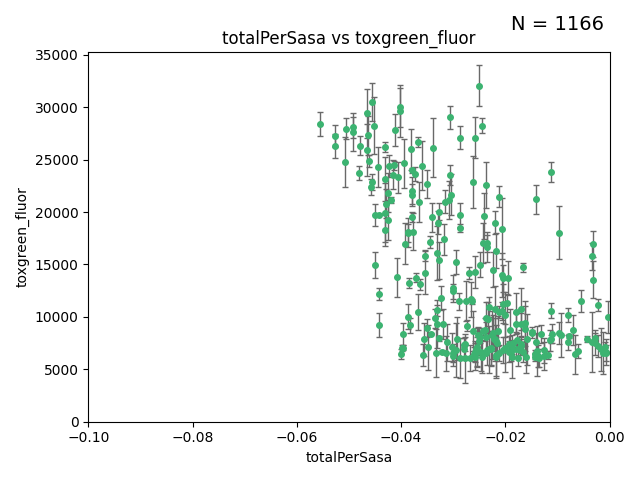 N = 1166
totalPerSasa vs toxgreen_fluor
35000
30000
25000
20000
15000
10000
5000
0
toxgreen_fluor
−0.10 −0.08 −0.06 −0.04 −0.02 0.00
totalPerSasa